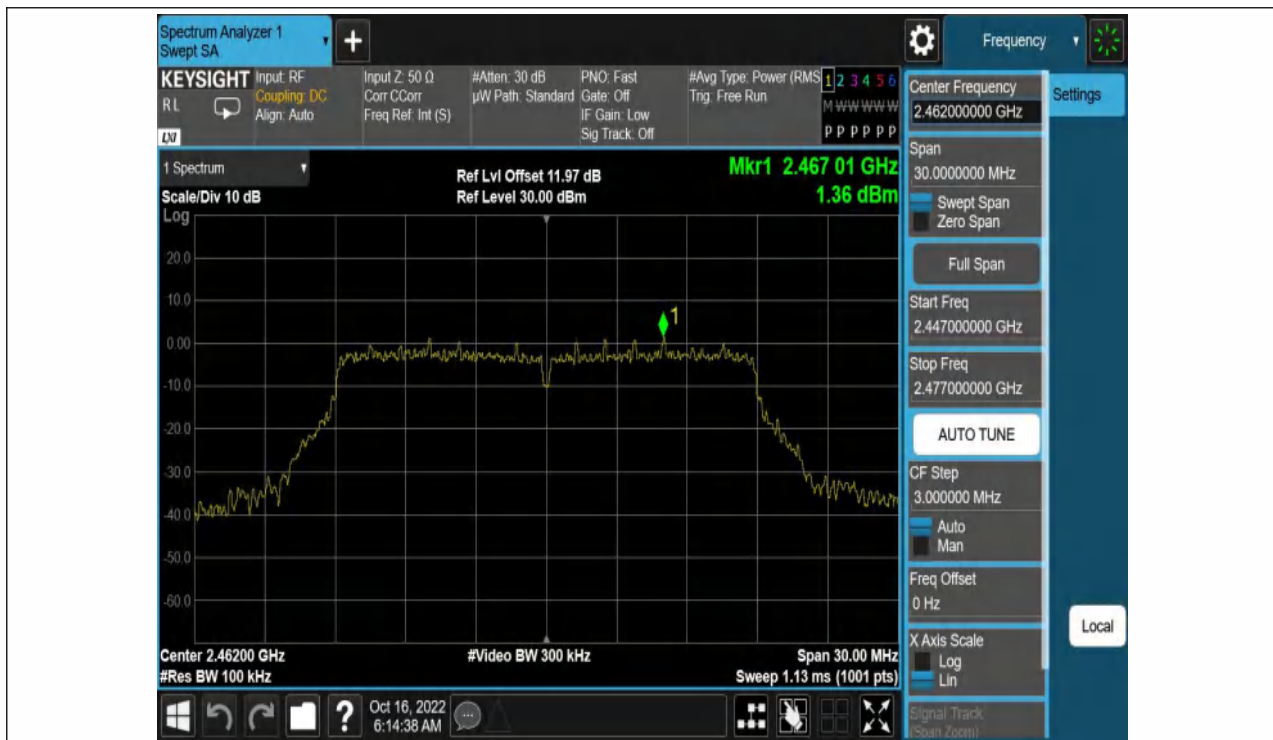 Spectrum Analyzer 1
Swept SA
+
Frequency
KEYSIGHT
RL
LXI
Input: RF
Coupling: DC
Align: Auto
Input Z: 50 Ω
Corr CCorr
Freq Ref: Int (S)
#Atten: 30 dB
µW Path: Standard
PNO: Fast
Gate: Off
IF Gain: Low
Sig Track: Off
#Avg Type: Power (RMS
Trig: Free Run
1 2 3 4 5 6
M W W W W W
P P P P P P
Center Frequency
2.462000000 GHz
Settings
Span
30.0000000 MHz
Swept Span
Zero Span
Full Span
Start Freq
2.447000000 GHz
Stop Freq
2.477000000 GHz
AUTO TUNE
CF Step
3.000000 MHz
Auto
Man
Freq Offset
0 Hz
X Axis Scale
Log
Lin
Signal Track
(Span Zoom)
Local
1 Spectrum
Scale/Div 10 dB
Log
Ref Lvl Offset 11.97 dB
Ref Level 30.00 dBm
Mkr1 2.467 01 GHz
1.36 dBm
20.0
10.0
0.00
-10.0
-20.0
-30.0
-40.0
-50.0
-60.0
1
Center 2.46200 GHz
#Res BW 100 kHz
#Video BW 300 kHz
Span 30.00 MHz
Sweep 1.13 ms (1001 pts)
?
Oct 16, 2022
6:14:38 AM